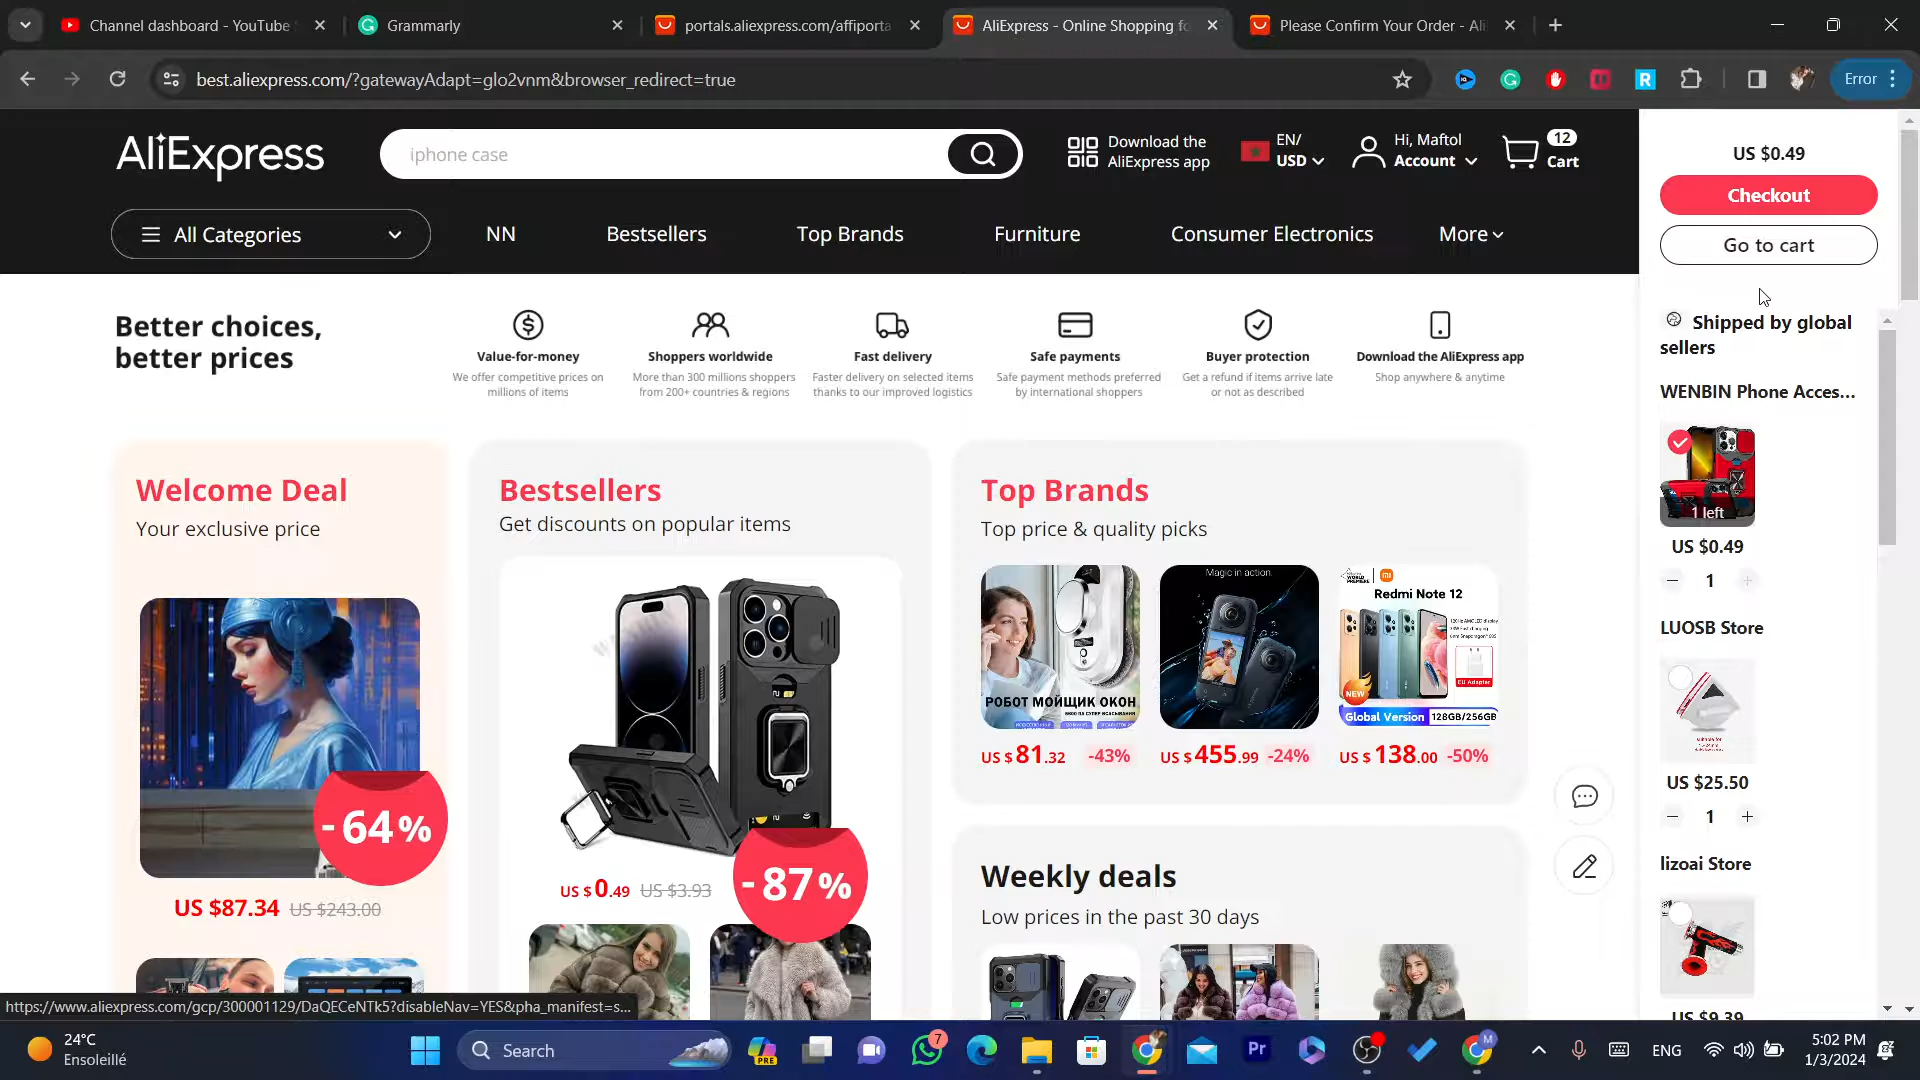 Channel dashboard - YouTube
Grammarly
portals.aliexpress.com/affiporta
AliExpress - Online Shopping fo
Please Confirm Your Order - Ali
best.aliexpress.com/?gatewayAdapt=glo2vnm&browser_redirect=true
Error
AliExpress
iphone case
Download the
AliExpress app
EN/
USD
Hi, Maftol
Account
12
Cart
All Categories
NN
Bestsellers
Top Brands
Furniture
Consumer Electronics
More
Better choices,
better prices
Value-for-money
We offer competitive prices on
millions of items
Shoppers worldwide
More than 300 millions shoppers
from 200+ countries & regions
Fast delivery
Faster delivery on selected items
thanks to our improved logistics
Safe payments
Safe payment methods preferred
by international shoppers
Buyer protection
Get a refund if items arrive late
or not as described
Download the AliExpress app
Shop anywhere & anytime
Welcome Deal
Your exclusive price
-64%
US $87.34 US $243.00
Bestsellers
Get discounts on popular items
US $0.49 US $3.93
-87%
Top Brands
Top price & quality picks
РОБОТ МОЙЩИК ОКОН
US $81.32 -43%
Magic in action.
US $455.99 -24%
WORLD
PREMIERE
Redmi Note 12
EU Adapter
NEW
Global Version 128GB/256GB
US $138.00 -50%
Weekly deals
Low prices in the past 30 days
US $0.49
Checkout
Go to cart
Shipped by global
sellers
WENBIN Phone Acces...
1 left
US $0.49
1
LUOSB Store
US $25.50
1
lizoai Store
US $9.39
https://www.aliexpress.com/gcp/300001129/DaQECeNTk5?disableNav=YES&pha_manifest=s...
24°C
Ensoleillé
Search
PRE
7
Pr
M
ENG
5:02 PM
1/3/2024